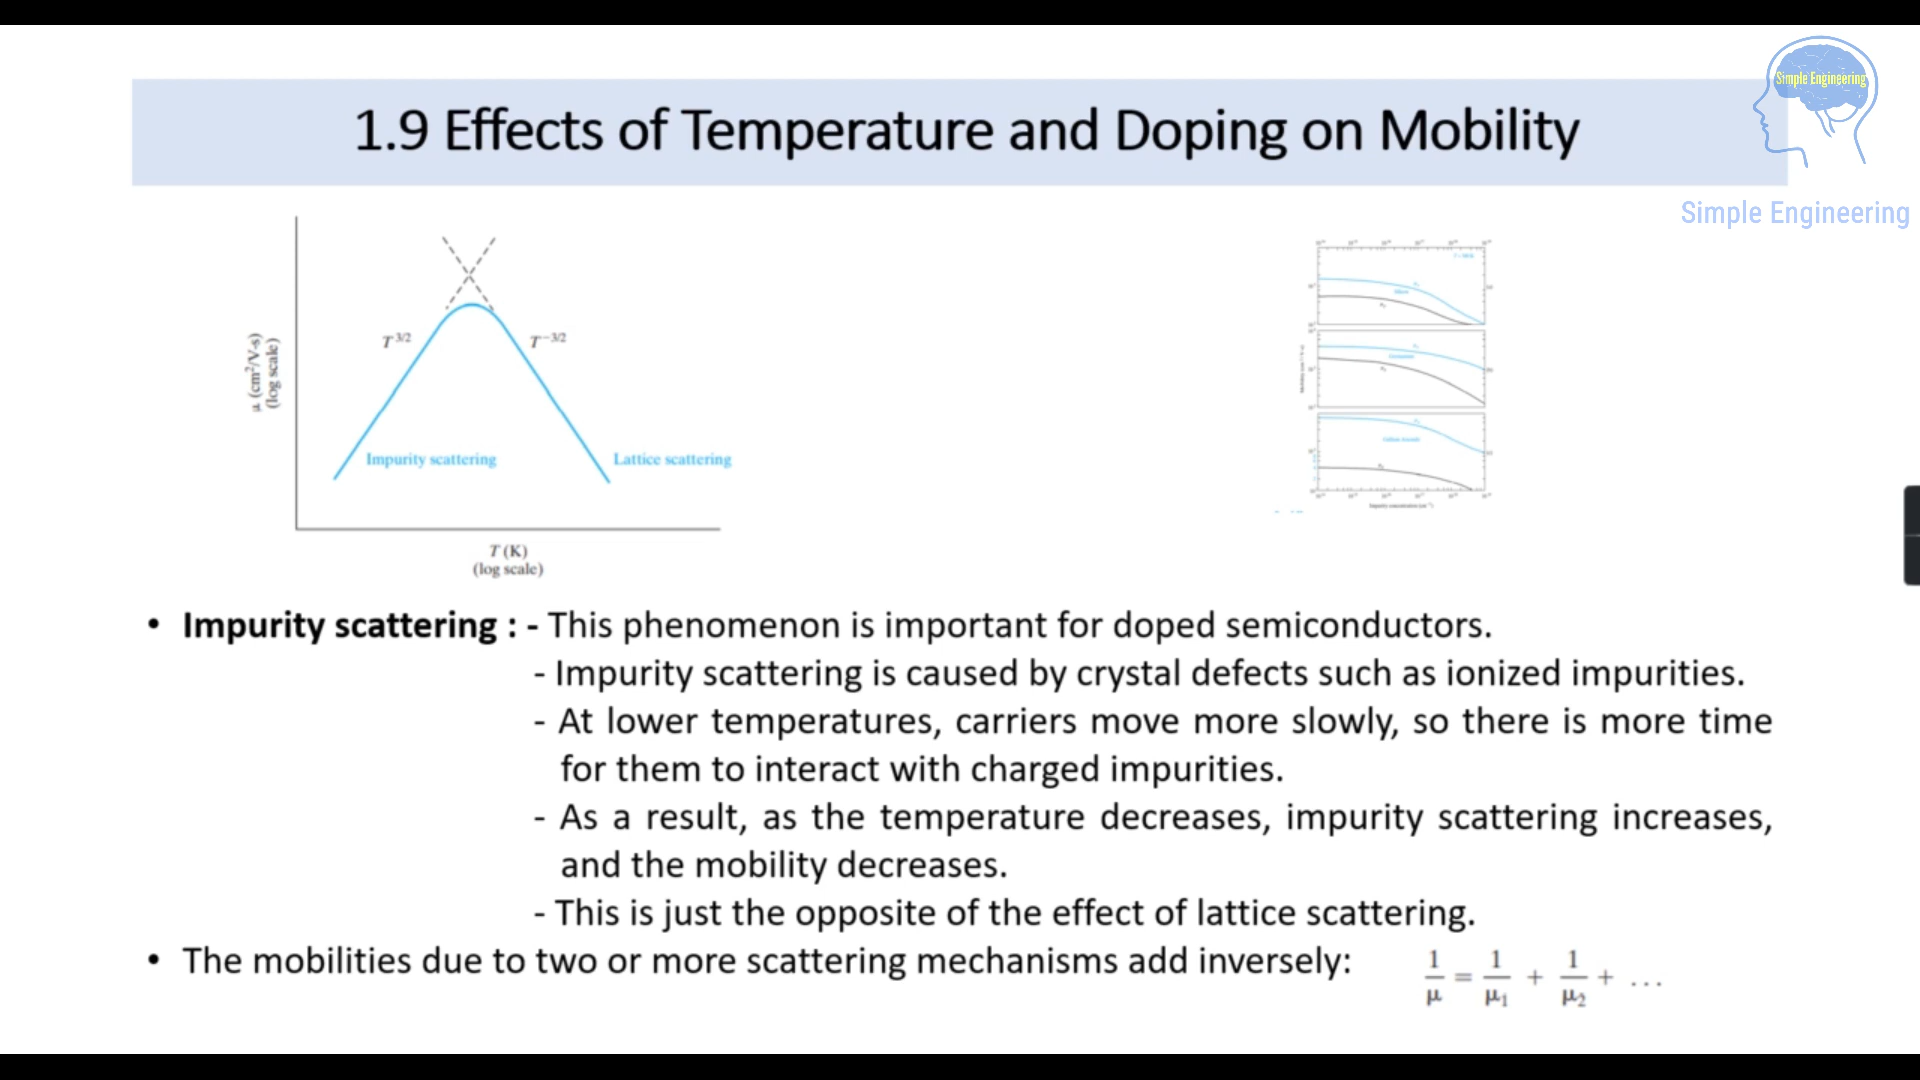 Simple Engineering
1.9 Effects of Temperature and Doping on Mobility
Simple Engineering
T^3/2
T^−3/2
μ (cm²/V-s)
(log scale)
Impurity scattering
Lattice scattering
T (K)
(log scale)
• Impurity scattering : - This phenomenon is important for doped semiconductors.
- Impurity scattering is caused by crystal defects such as ionized impurities.
- At lower temperatures, carriers move more slowly, so there is more time
for them to interact with charged impurities.
- As a result, as the temperature decreases, impurity scattering increases,
and the mobility decreases.
- This is just the opposite of the effect of lattice scattering.
• The mobilities due to two or more scattering mechanisms add inversely: 1/μ = 1/μ₁ + 1/μ₂ + ...